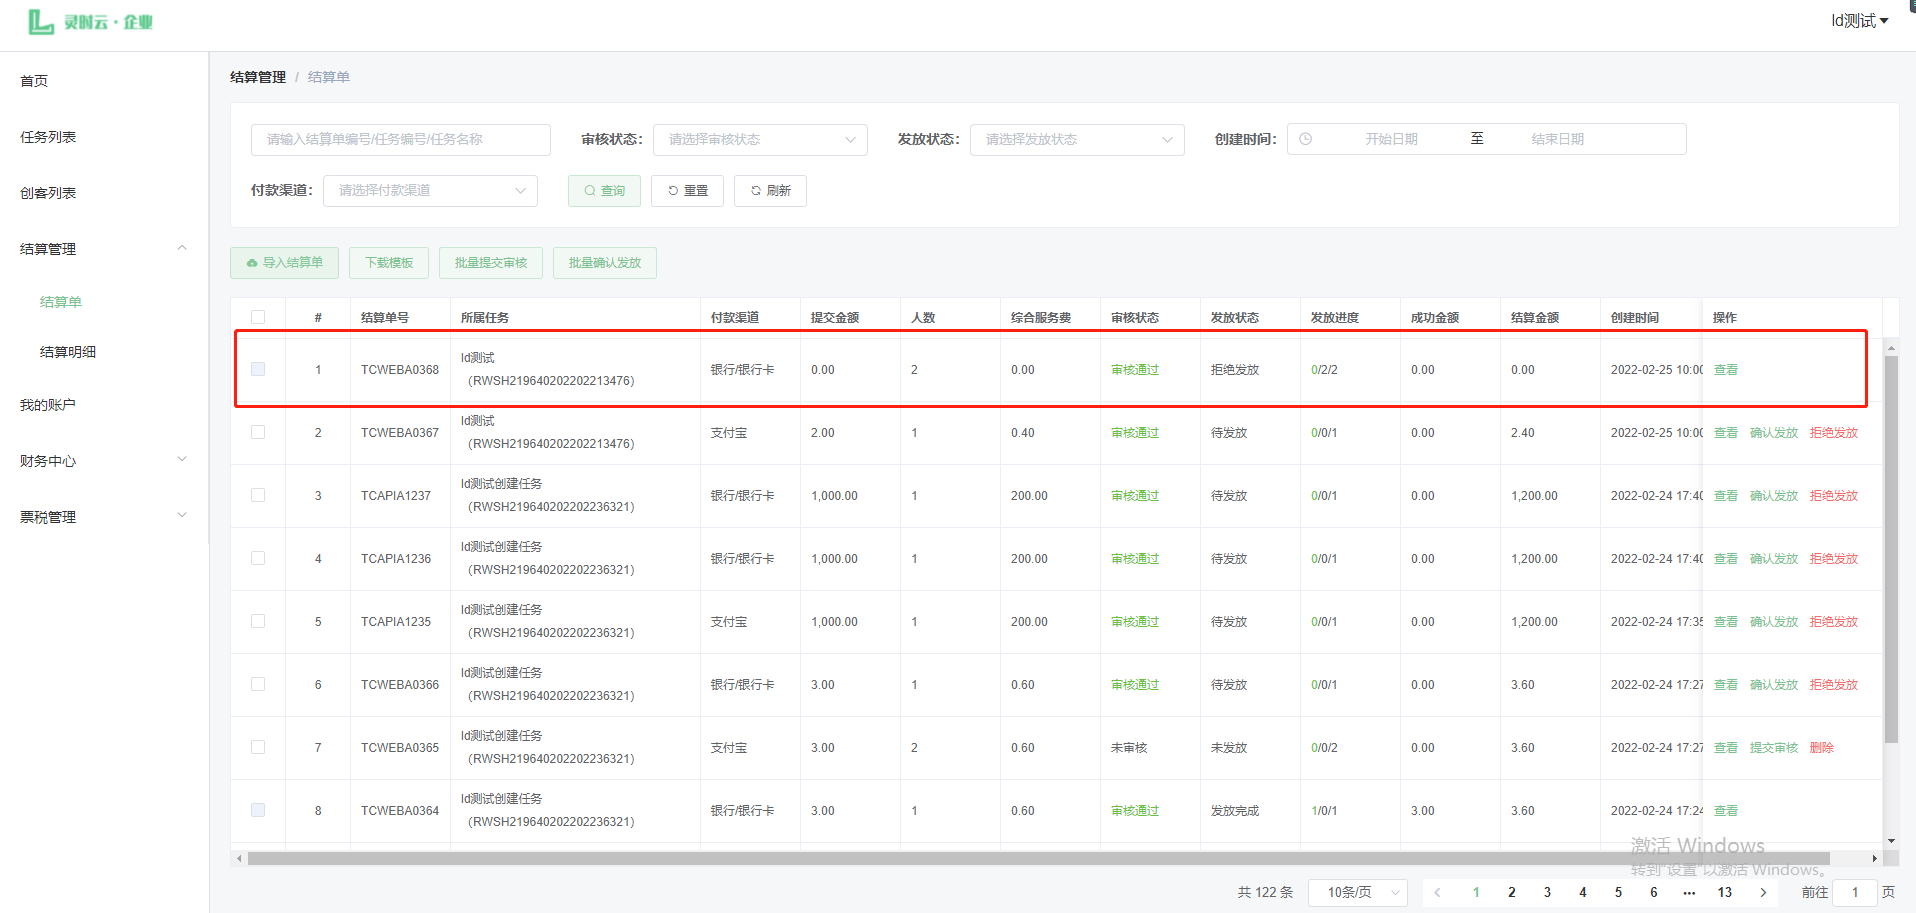 灵时云·企业
ld测试
首页
任务列表
创客列表
结算管理
结算单
结算明细
我的账户
财务中心
票税管理
结算管理 / 结算单
请输入结算单编号/任务编号/任务名称 审核状态： 请选择审核状态 发放状态： 请选择发放状态 创建时间： 开始日期 至 结束日期
付款渠道： 请选择付款渠道 查询 重置 刷新
导入结算单 下载模板 批量提交审核 批量确认发放
# 结算单号 所属任务 付款渠道 提交金额 人数 综合服务费 审核状态 发放状态 发放进度 成功金额 结算金额 创建时间 操作
1 TCWEBA0368 ld测试（RWSH219640202202213476） 银行/银行卡 0.00 2 0.00 审核通过 拒绝发放 0/2/2 0.00 0.00 2022-02-25 10:00 查看
2 TCWEBA0367 ld测试（RWSH219640202202213476） 支付宝 2.00 1 0.40 审核通过 待发放 0/0/1 0.00 2.40 2022-02-25 10:00 查看 确认发放 拒绝发放
3 TCAPIA1237 ld测试创建任务（RWSH219640202202236321） 银行/银行卡 1,000.00 1 200.00 审核通过 待发放 0/0/1 0.00 1,200.00 2022-02-24 17:40 查看 确认发放 拒绝发放
4 TCAPIA1236 ld测试创建任务（RWSH219640202202236321） 银行/银行卡 1,000.00 1 200.00 审核通过 待发放 0/0/1 0.00 1,200.00 2022-02-24 17:40 查看 确认发放 拒绝发放
5 TCAPIA1235 ld测试创建任务（RWSH219640202202236321） 支付宝 1,000.00 1 200.00 审核通过 待发放 0/0/1 0.00 1,200.00 2022-02-24 17:35 查看 确认发放 拒绝发放
6 TCWEBA0366 ld测试创建任务（RWSH219640202202236321） 银行/银行卡 3.00 1 0.60 审核通过 待发放 0/0/1 0.00 3.60 2022-02-24 17:27 查看 确认发放 拒绝发放
7 TCWEBA0365 ld测试创建任务（RWSH219640202202236321） 支付宝 3.00 2 0.60 未审核 未发放 0/0/2 0.00 3.60 2022-02-24 17:27 查看 提交审核 删除
8 TCWEBA0364 ld测试创建任务（RWSH219640202202236321） 银行/银行卡 3.00 1 0.60 审核通过 发放完成 1/0/1 3.00 3.60 2022-02-24 17:24 查看
激活 Windows
转到"设置"以激活 Windows。
共 122 条 10条/页 1 2 3 4 5 6 ••• 13 前往 1 页